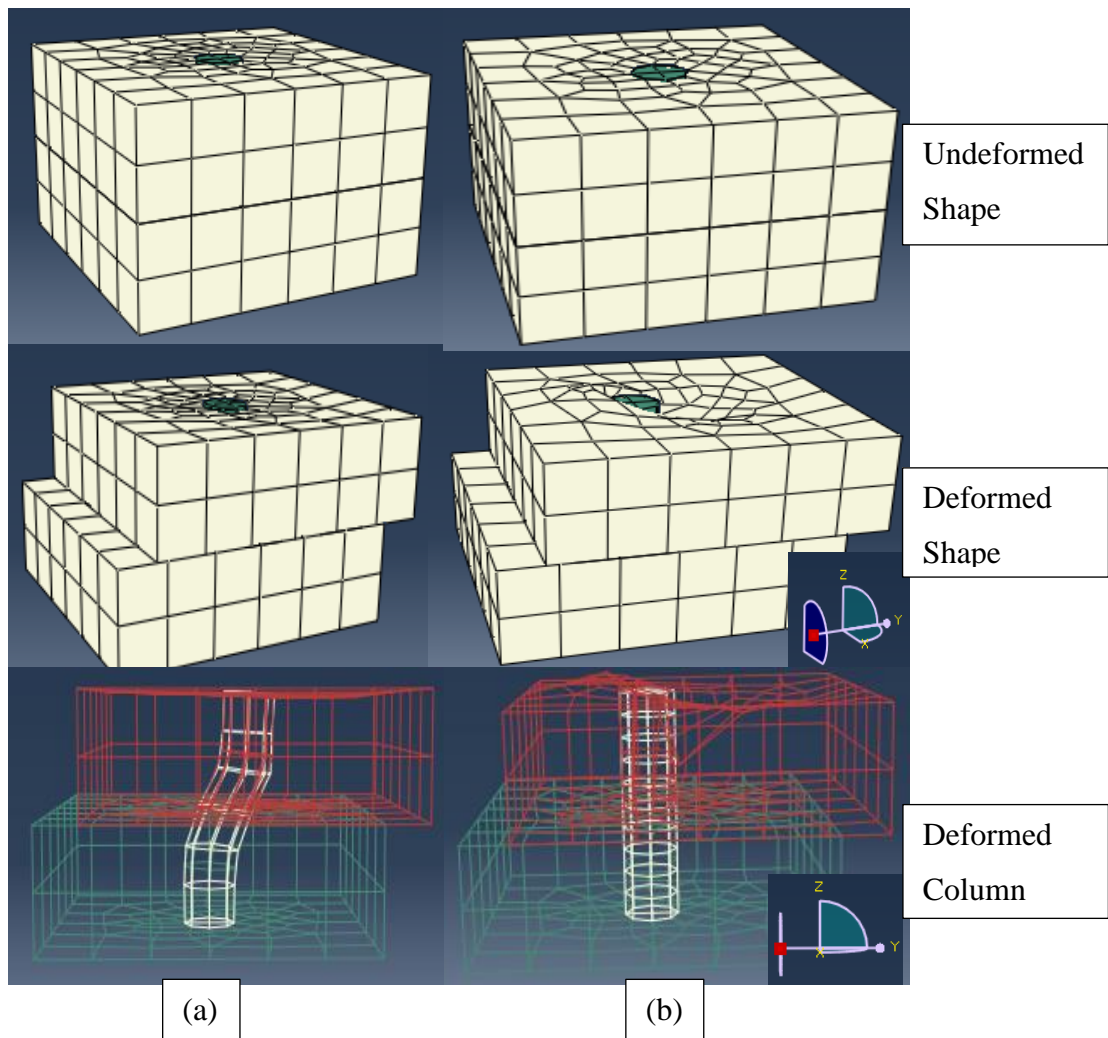 Undeformed
Shape
Deformed
Shape
Z
Y
X
Deformed
Column
Z
Y
X
(a)
(b)